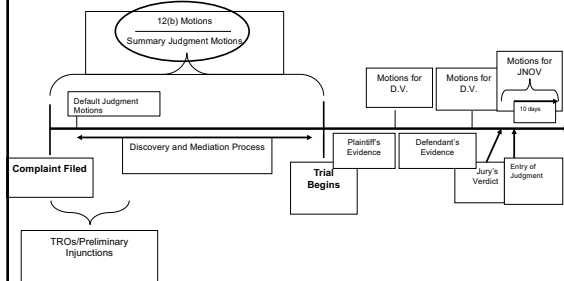 12(b) Motions
Summary Judgment Motions
Motions for
JNOV
Motions for
D.V.
Motions for
D.V.
10 days
Default Judgment
Motions
Discovery and Mediation Process
Plaintiff's
Evidence
Defendant's
Evidence
Complaint Filed
Trial
Begins
Jury's
Verdict
Entry of
Judgment
TROs/Preliminary
Injunctions